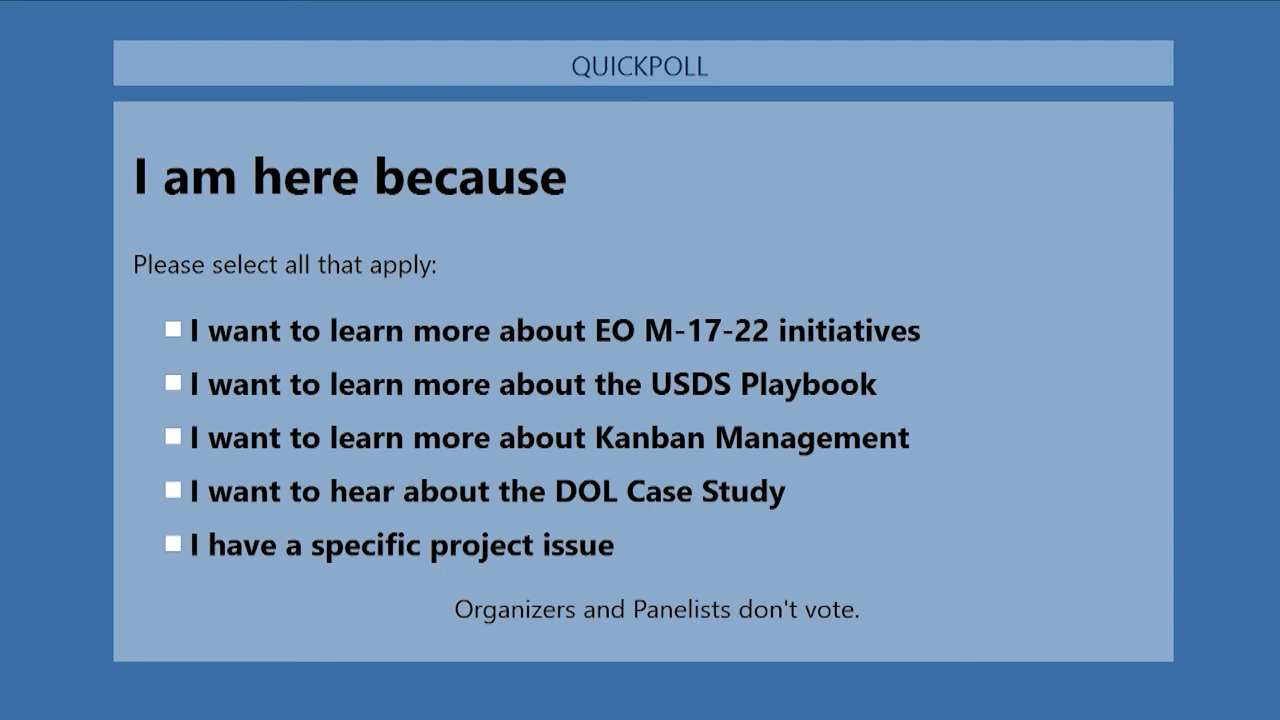 QUICKPOLL
I am here because
Please select all that apply:
I want to learn more about EO M-17-22 initiatives
I want to learn more about the USDS Playbook
I want to learn more about Kanban Management
I want to hear about the DOL Case Study
I have a specific project issue
Organizers and Panelists don't vote.